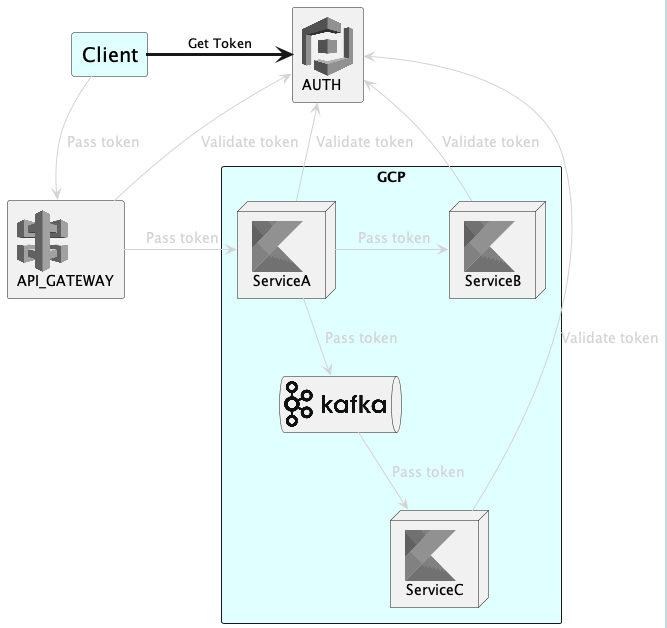 Client
Get Token
AUTH
Pass token
Validate token
Validate token
Validate token
GCP
API_GATEWAY
Pass token
ServiceA
Pass token
ServiceB
Pass token
Validate token
kafka
Pass token
ServiceC